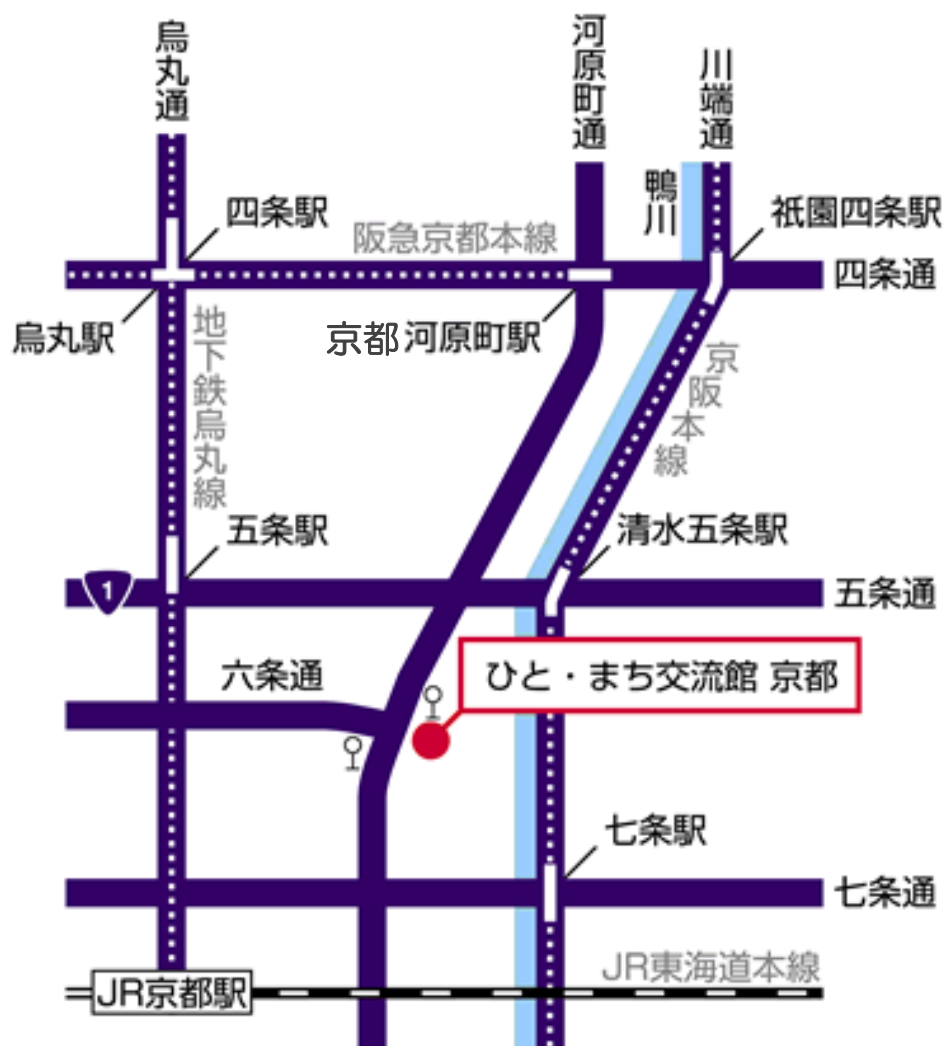 烏丸通
河原町通
川端通
鴨川
四条駅
阪急京都本線
祇園四条駅
四条通
烏丸駅
京都河原町駅
地下鉄烏丸線
京阪本線
五条駅
清水五条駅
1
五条通
六条通
ひと・まち交流館 京都
七条駅
七条通
JR東海道本線
JR京都駅